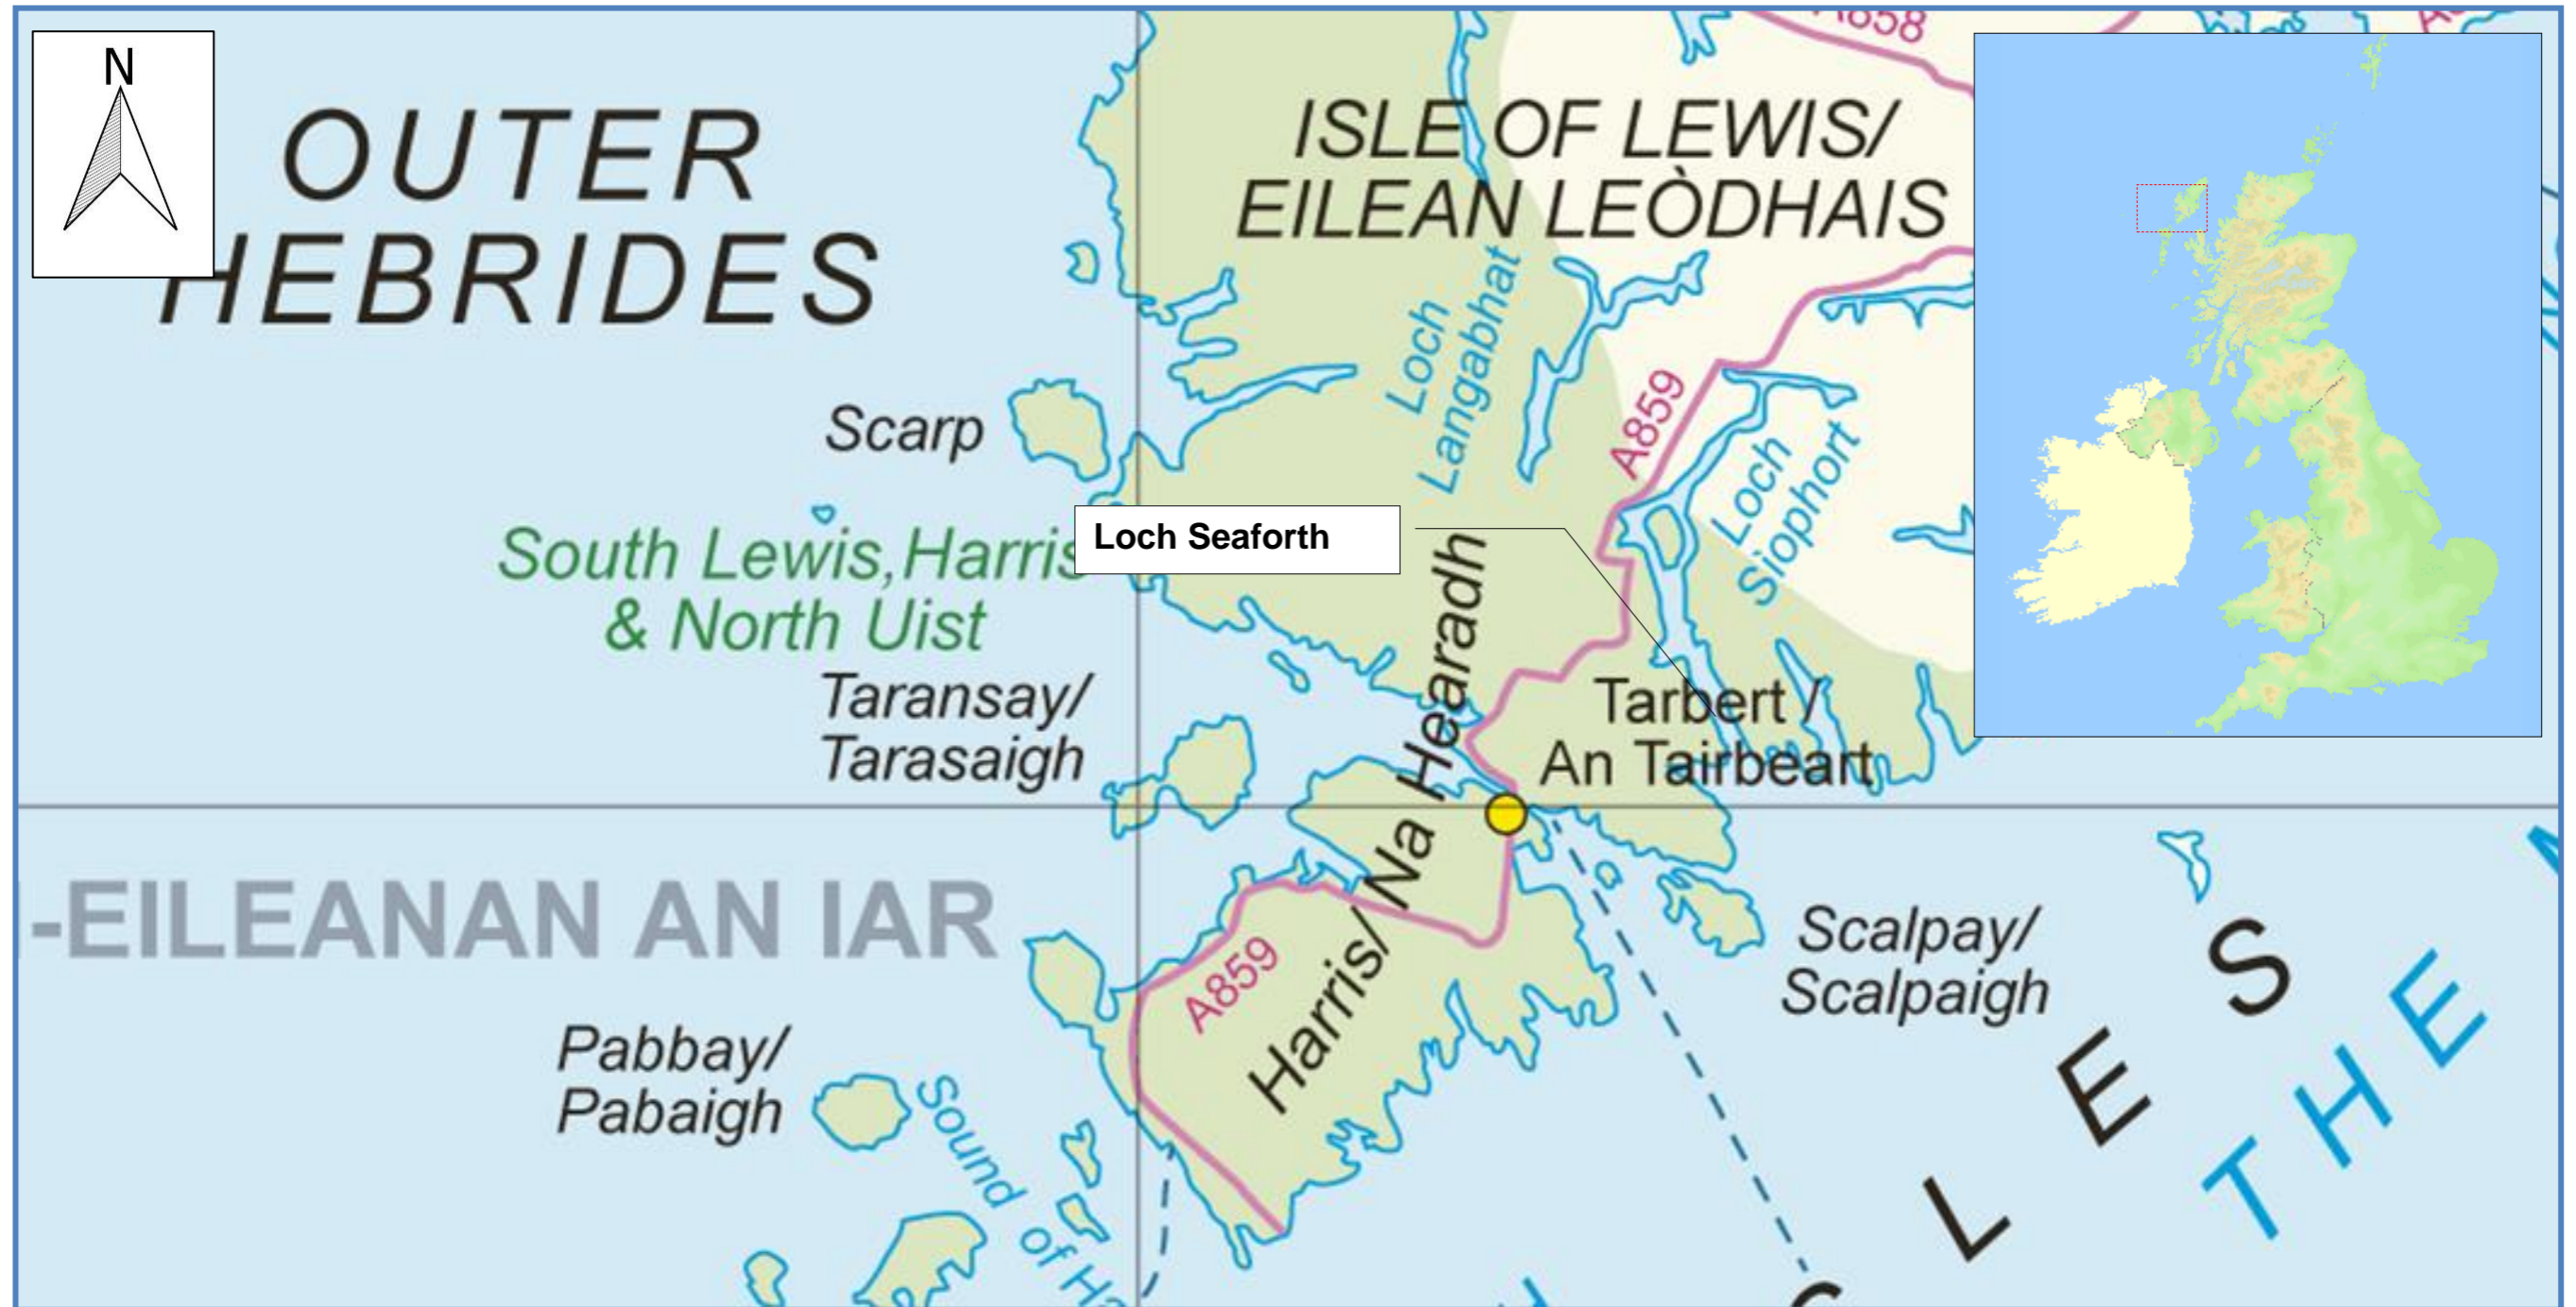 N
OUTER
HEBRIDES
A858
ISLE OF LEWIS/
EILEAN LEÒDHAIS
Loch
Langabhat
A859
Scarp
Loch
Siophort
South Lewis, Harris
& North Uist
Loch Seaforth
Taransay/
Tarasaigh
Tarbert /
An Tairbeart
Harris/ Na Hearadh
-EILEANAN AN IAR
A859
Scalpay/
Scalpaigh
Pabbay/
Pabaigh
Sound of
L E S
THE